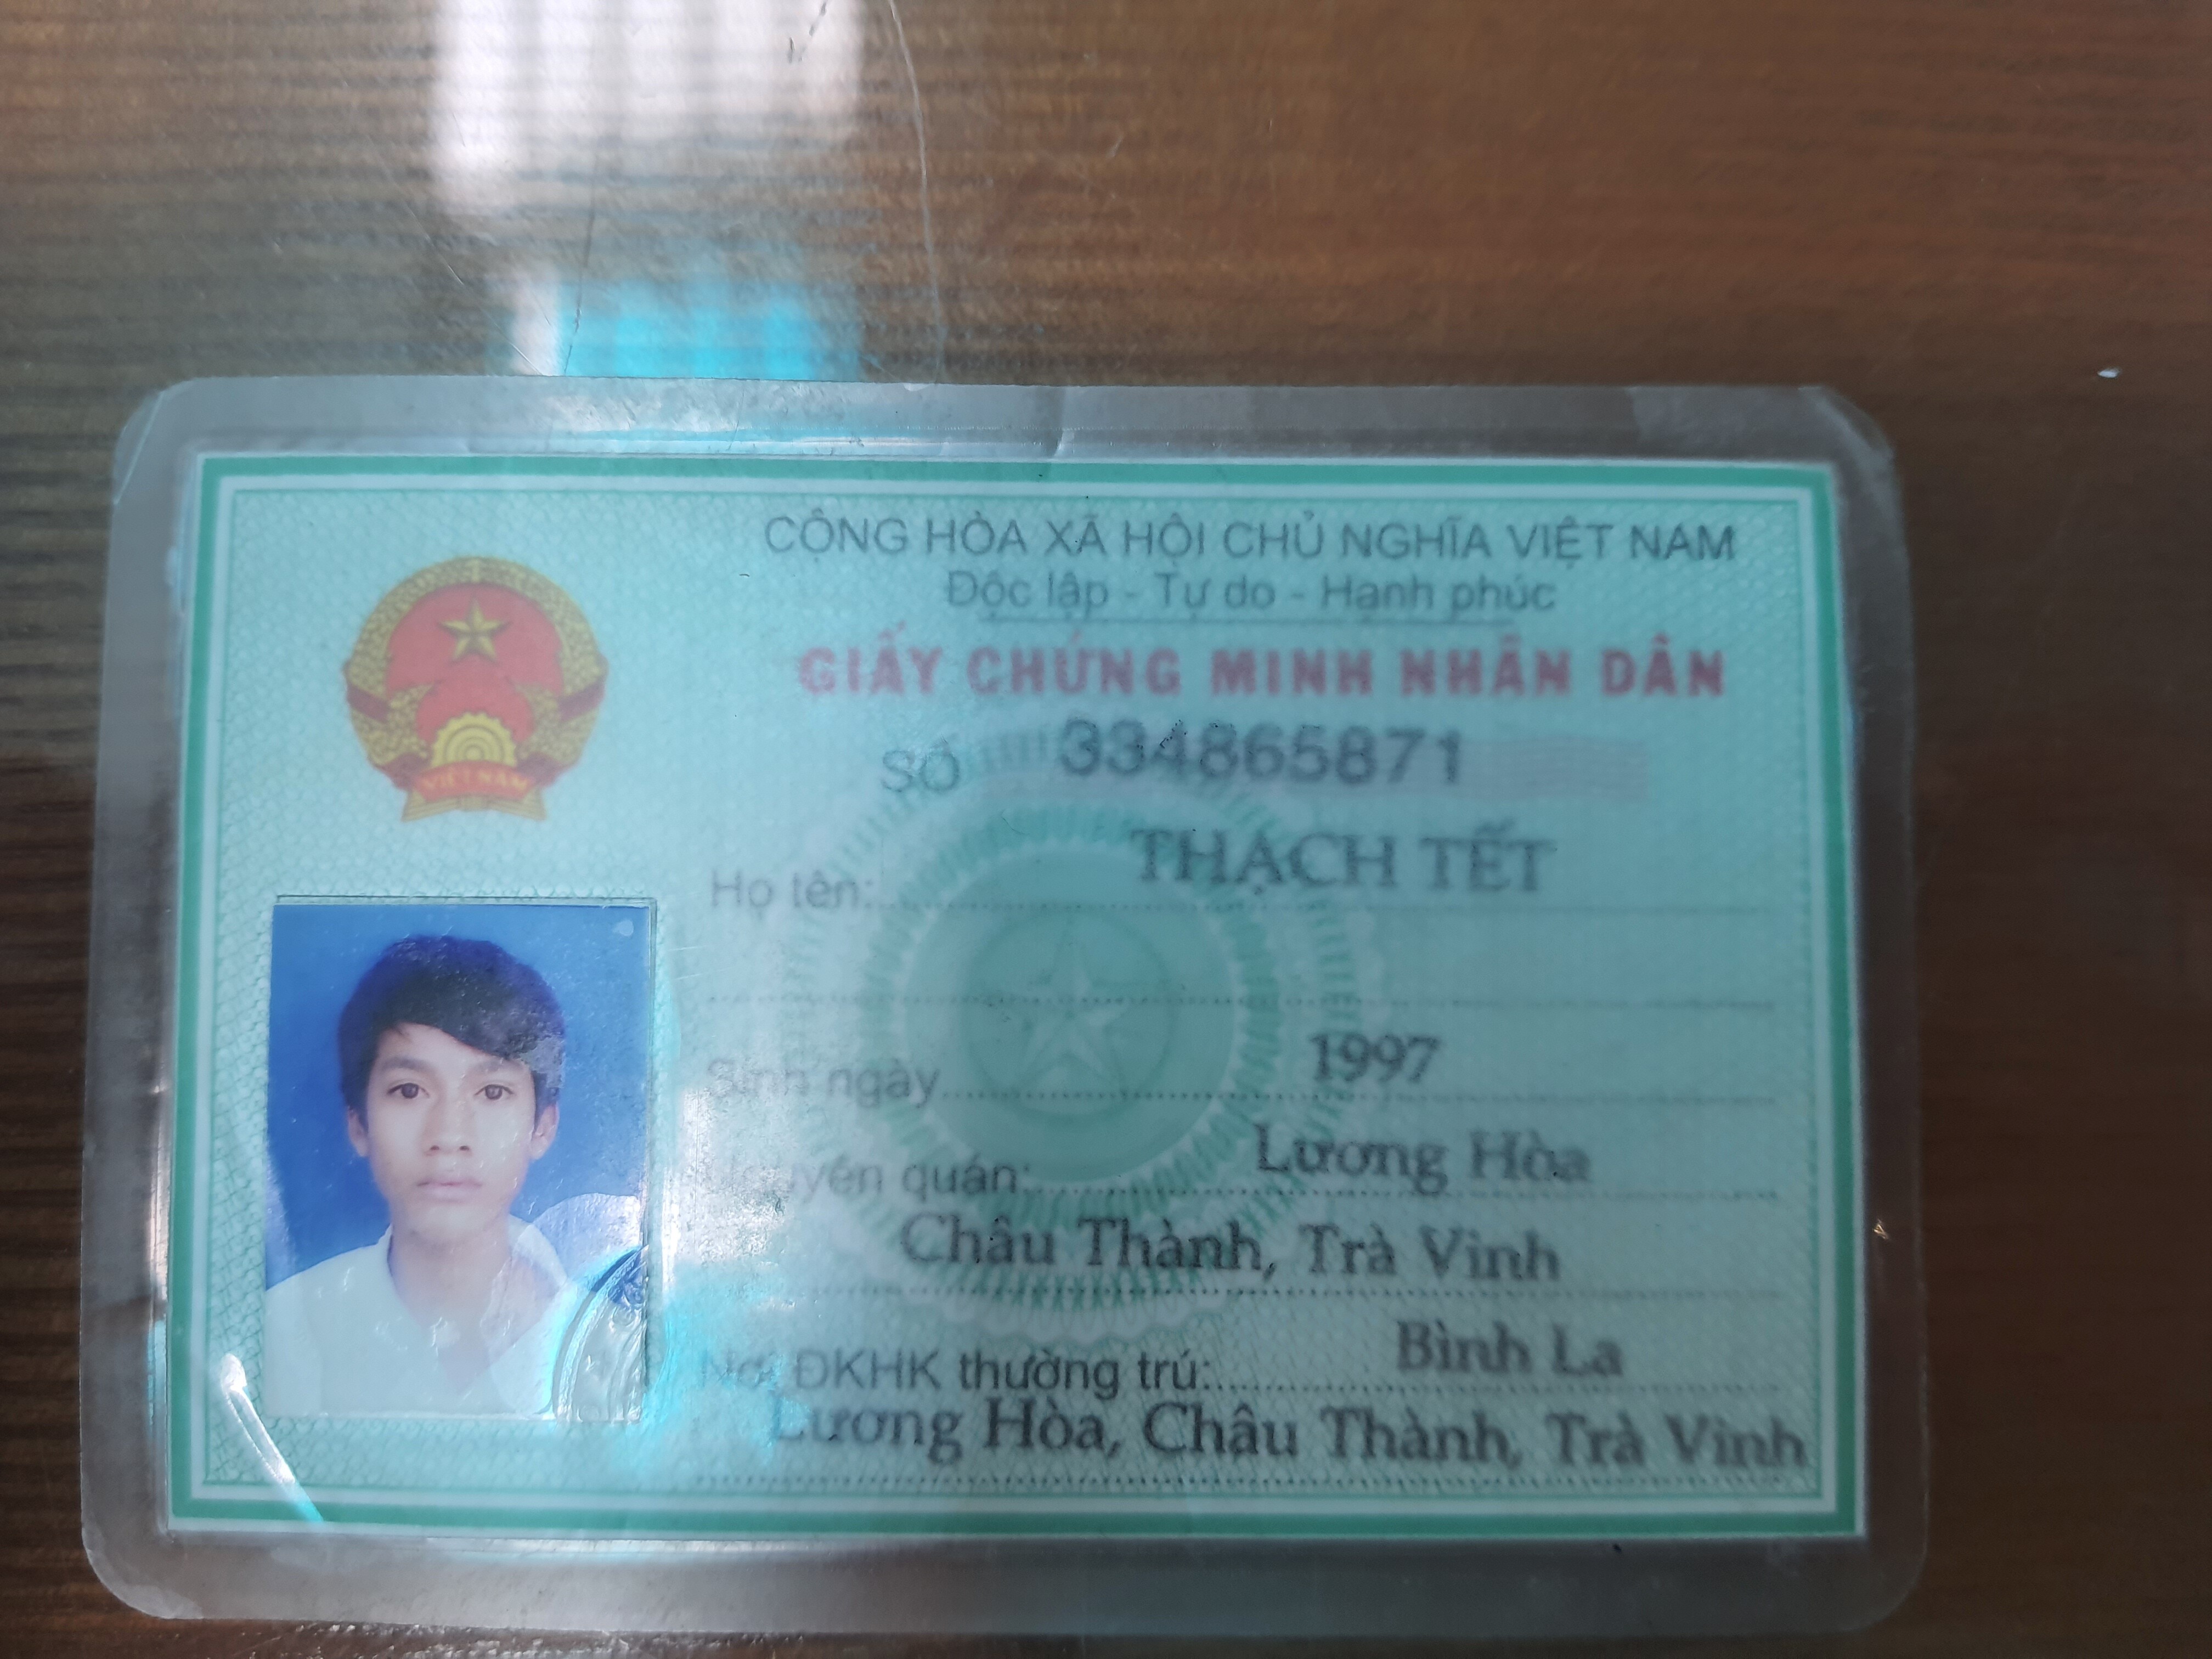 CỘNG HÒA XÃ HỘI CHỦ NGHĨA VIỆT NAM
Độc lập - Tự do - Hạnh phúc
GIẤY CHỨNG MINH NHÂN DÂN
SỐ 334865871
Họ tên: THẠCH TẾT
Sinh ngày 1997
Nguyên quán: Lương Hòa
Châu Thành, Trà Vinh
Nơi ĐKHK thường trú: Bình La
Lương Hòa, Châu Thành, Trà Vinh
VIỆT NAM